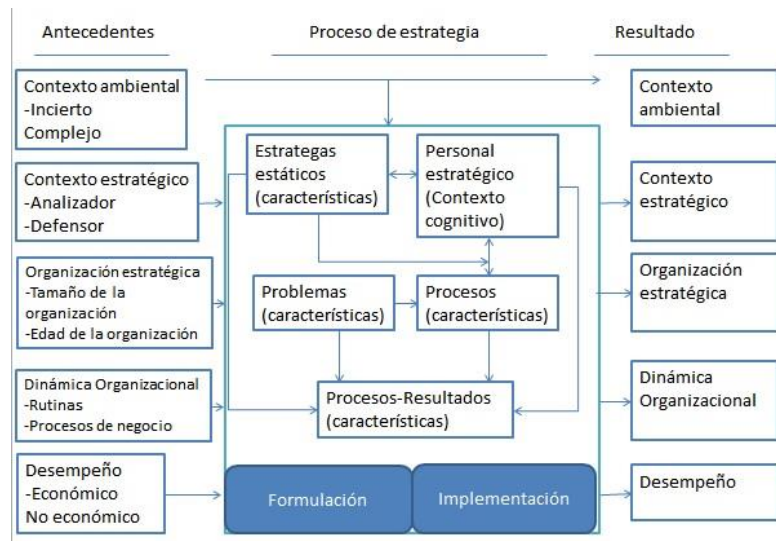 Antecedentes
Proceso de estrategia
Resultado
Contexto ambiental
-Incierto
Complejo
Contexto estratégico
-Analizador
-Defensor
Organización estratégica
-Tamaño de la
organización
-Edad de la organización
Dinámica Organizacional
-Rutinas
-Procesos de negocio
Desempeño
-Económico
No económico
Estrategas
estáticos
(características)
Personal
estratégico
(Contexto
cognitivo)
Problemas
(características)
Procesos
(características)
Procesos-Resultados
(características)
Formulación
Implementación
Contexto
ambiental
Contexto
estratégico
Organización
estratégica
Dinámica
Organizacional
Desempeño